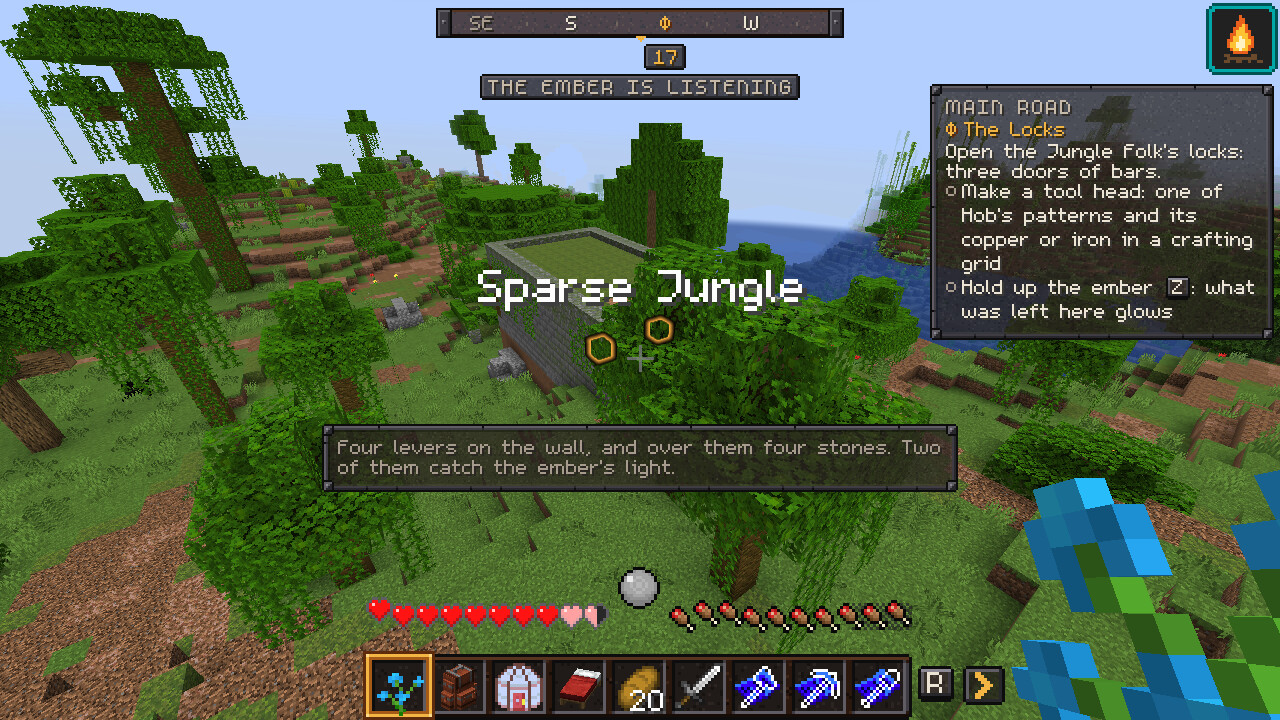 SE S W
17
THE EMBER IS LISTENING
MAIN ROAD
The Locks
Open the Jungle Folk's locks:
three doors of bars.
Make a tool head: one of
Hob's patterns and its
copper or iron in a crafting
grid
Hold up the ember Z: what
was left here glows
Sparse Jungle
Four levers on the wall, and over them four stones. Two
of them catch the ember's light.
20
R